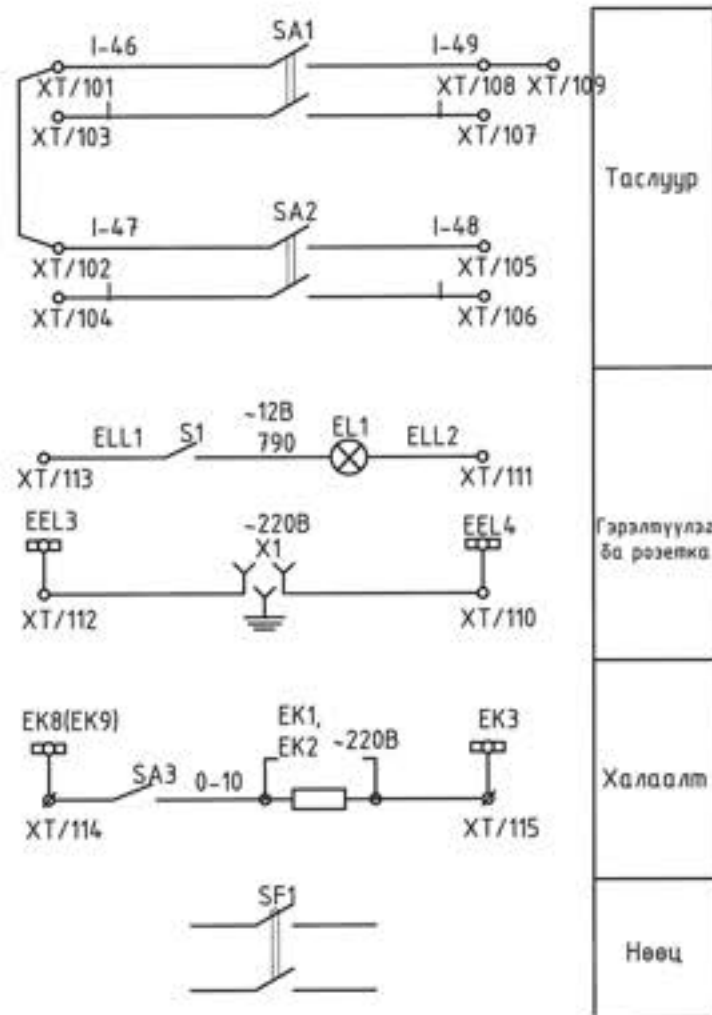 SA1
I-46
I-49
XT/101
XT/108
XT/109
XT/103
XT/107
Таслуур
SA2
I-47
I-48
XT/102
XT/105
XT/104
XT/106
~12В
ELL1
S1
790
EL1
ELL2
XT/113
XT/111
EEL3
~220В
EEL4
X1
Гэрэлтүүлэг
ба розетка
XT/112
XT/110
EK8(EK9)
EK1,
EK3
EK2
~220В
SA3
0-10
Халаалт
XT/114
XT/115
SF1
Нөөц